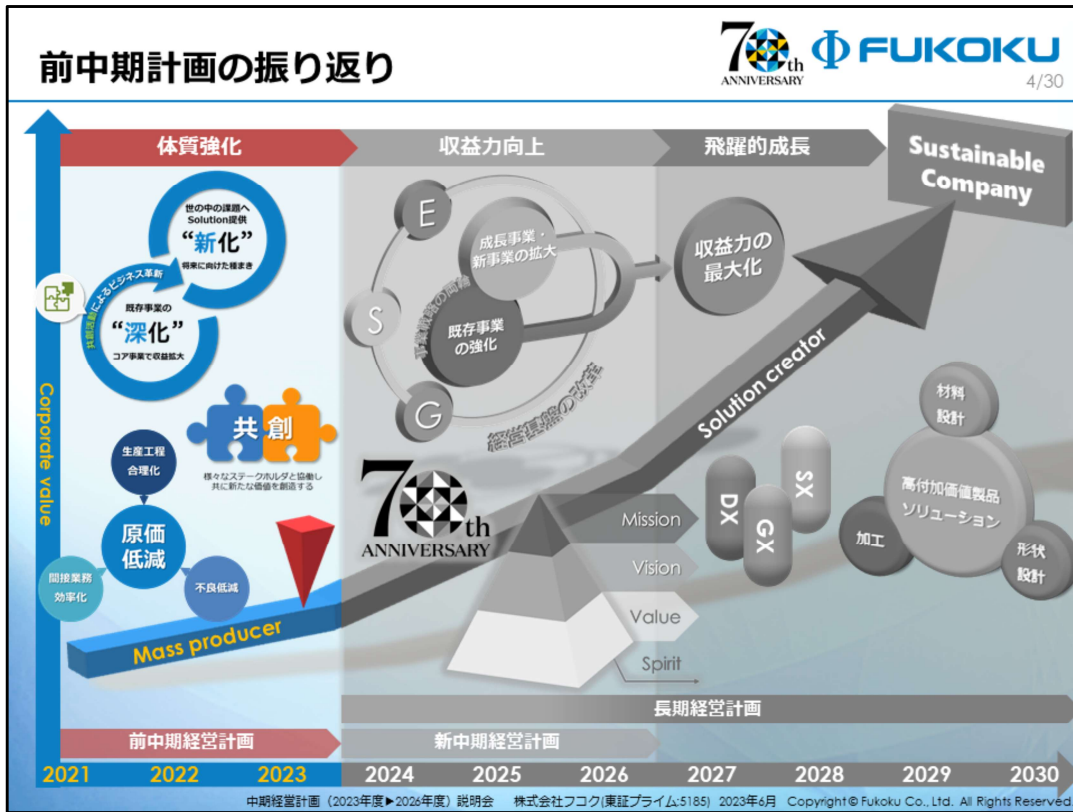 前中期計画の振り返り
70th
ANNIVERSARY
FUKOKU
4/30
体質強化
収益力向上
飛躍的成長
Sustainable
Company
Corporate value
世の中の課題へ
Solution提供
“新化”
将来に向けた種まき
共創活動によるビジネス革新
既存事業の
“深化”
コア事業で収益拡大
共創
様々なステークホルダと協働し
共に新たな価値を創造する
生産工程
合理化
原価
低減
間接業務
効率化
不良低減
Mass producer
E
S
G
成長事業・
新事業の拡大
事業戦略の両輪
既存事業
の強化
経営基盤の改革
収益力の
最大化
Solution creator
70th
ANNIVERSARY
Mission
Vision
Value
Spirit
DX
GX
SX
材料
設計
高付加価値製品
ソリューション
加工
形状
設計
長期経営計画
前中期経営計画
新中期経営計画
2021 2022 2023 2024 2025 2026 2027 2028 2029 2030
中期経営計画（2023年度▶2026年度）説明会 株式会社フコク(東証プライム:5185) 2023年6月 Copyright© Fukoku Co., Ltd. All Rights Reserved